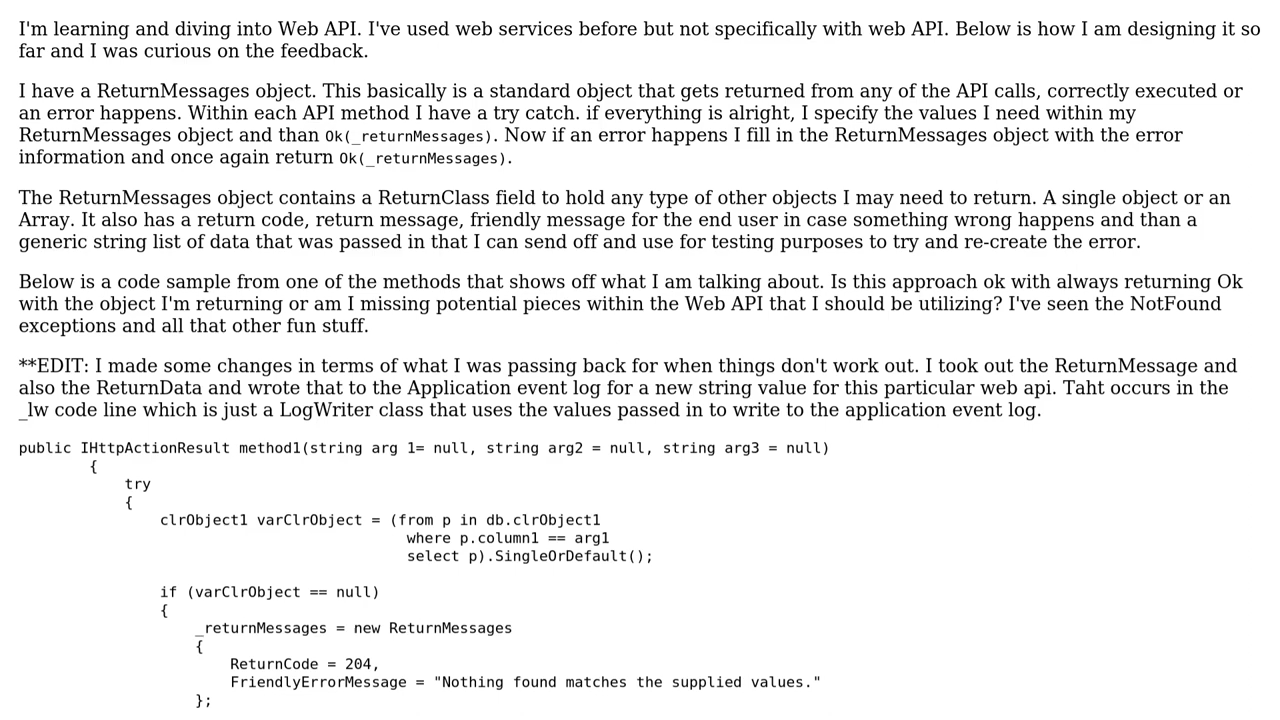 I'm learning and diving into Web API. I've used web services before but not specifically with web API. Below is how I am designing it so
far and I was curious on the feedback.
I have a ReturnMessages object. This basically is a standard object that gets returned from any of the API calls, correctly executed or
an error happens. Within each API method I have a try catch. if everything is alright, I specify the values I need within my
ReturnMessages object and than Ok(_returnMessages). Now if an error happens I fill in the ReturnMessages object with the error
information and once again return Ok(_returnMessages).
The ReturnMessages object contains a ReturnClass field to hold any type of other objects I may need to return. A single object or an
Array. It also has a return code, return message, friendly message for the end user in case something wrong happens and than a
generic string list of data that was passed in that I can send off and use for testing purposes to try and re-create the error.
Below is a code sample from one of the methods that shows off what I am talking about. Is this approach ok with always returning Ok
with the object I'm returning or am I missing potential pieces within the Web API that I should be utilizing? I've seen the NotFound
exceptions and all that other fun stuff.
**EDIT: I made some changes in terms of what I was passing back for when things don't work out. I took out the ReturnMessage and
also the ReturnData and wrote that to the Application event log for a new string value for this particular web api. Taht occurs in the
_lw code line which is just a LogWriter class that uses the values passed in to write to the application event log.
public IHttpActionResult method1(string arg 1= null, string arg2 = null, string arg3 = null)
        {
            try
            {
                clrObject1 varClrObject = (from p in db.clrObject1
                                            where p.column1 == arg1
                                            select p).SingleOrDefault();
                if (varClrObject == null)
                {
                    _returnMessages = new ReturnMessages
                    {
                        ReturnCode = 204,
                        FriendlyErrorMessage = "Nothing found matches the supplied values."
                    };